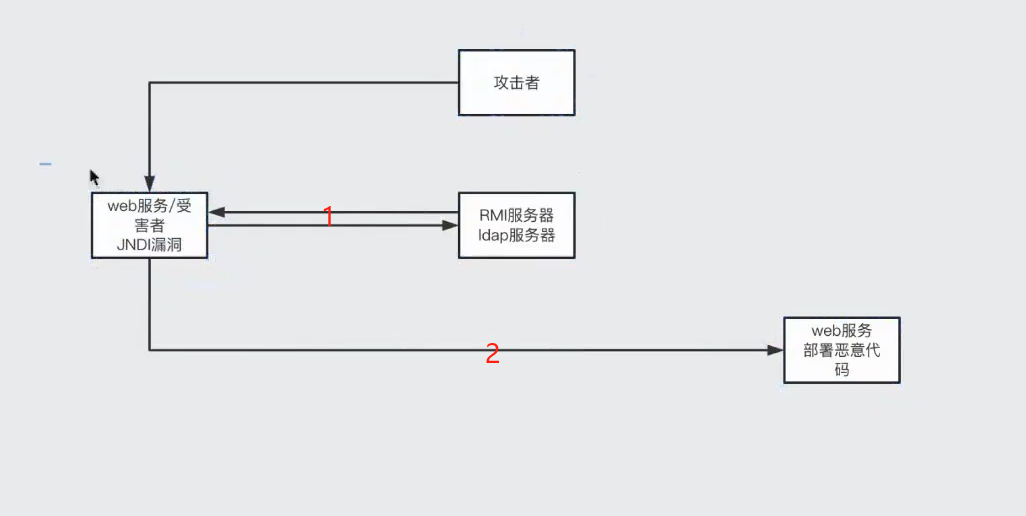 攻击者
web服务/受
害者
JNDI漏洞
1
RMI服务器
ldap服务器
2
web服务
部署恶意代
码